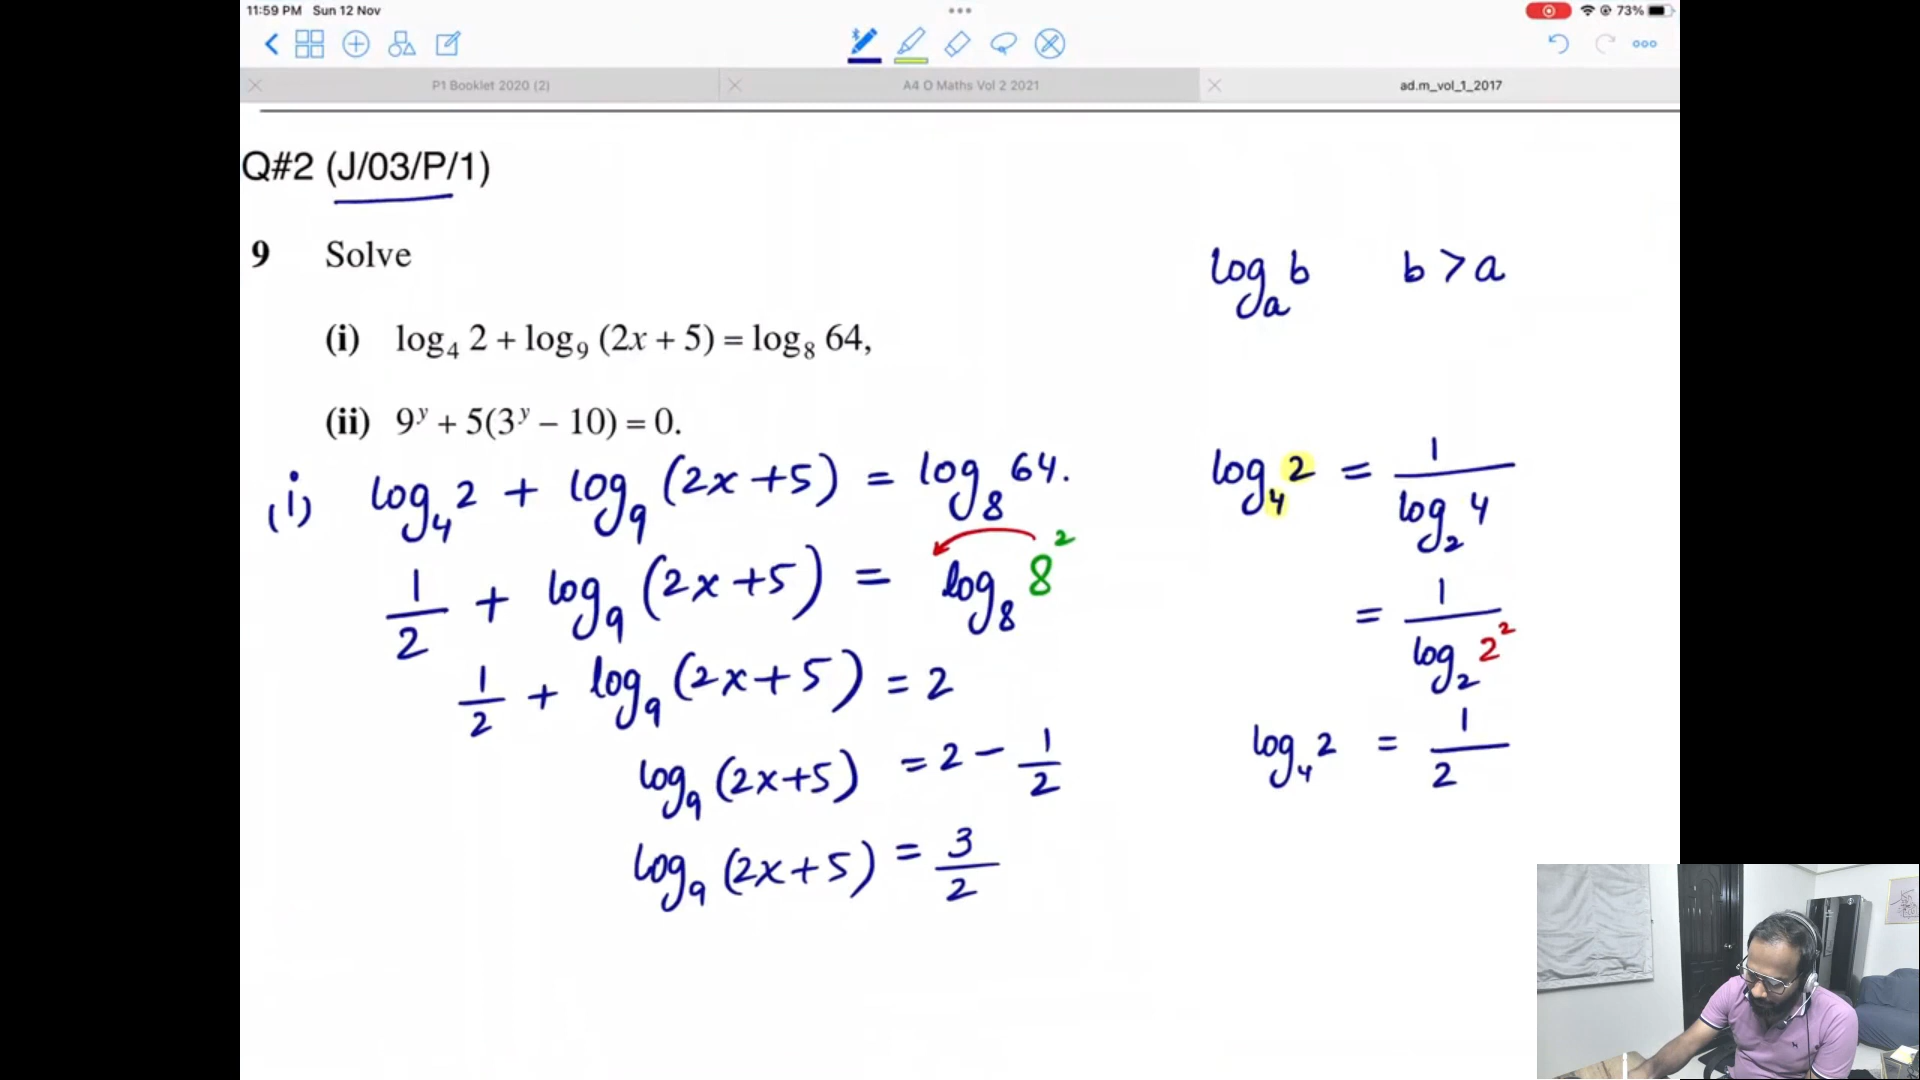 11:59 PM Sun 12 Nov
73%
P1 Booklet 2020 (2)
A4 O Maths Vol 2 2021
ad.m_vol_1_2017
Q#2 (J/03/P/1)
9 Solve
(i) log₄ 2 + log₉ (2x + 5) = log₈ 64,
(ii) 9ʸ + 5(3ʸ − 10) = 0.
log_a b b > a
(i) log₄ 2 + log₉ (2x + 5) = log₈ 64.
1/2 + log₉ (2x + 5) = log₈ 8²
1/2 + log₉ (2x + 5) = 2
log₉ (2x + 5) = 2 − 1/2
log₉ (2x + 5) = 3/2
log₄ 2 = 1/log₂ 4
= 1/log₂ 2²
log₄ 2 = 1/2